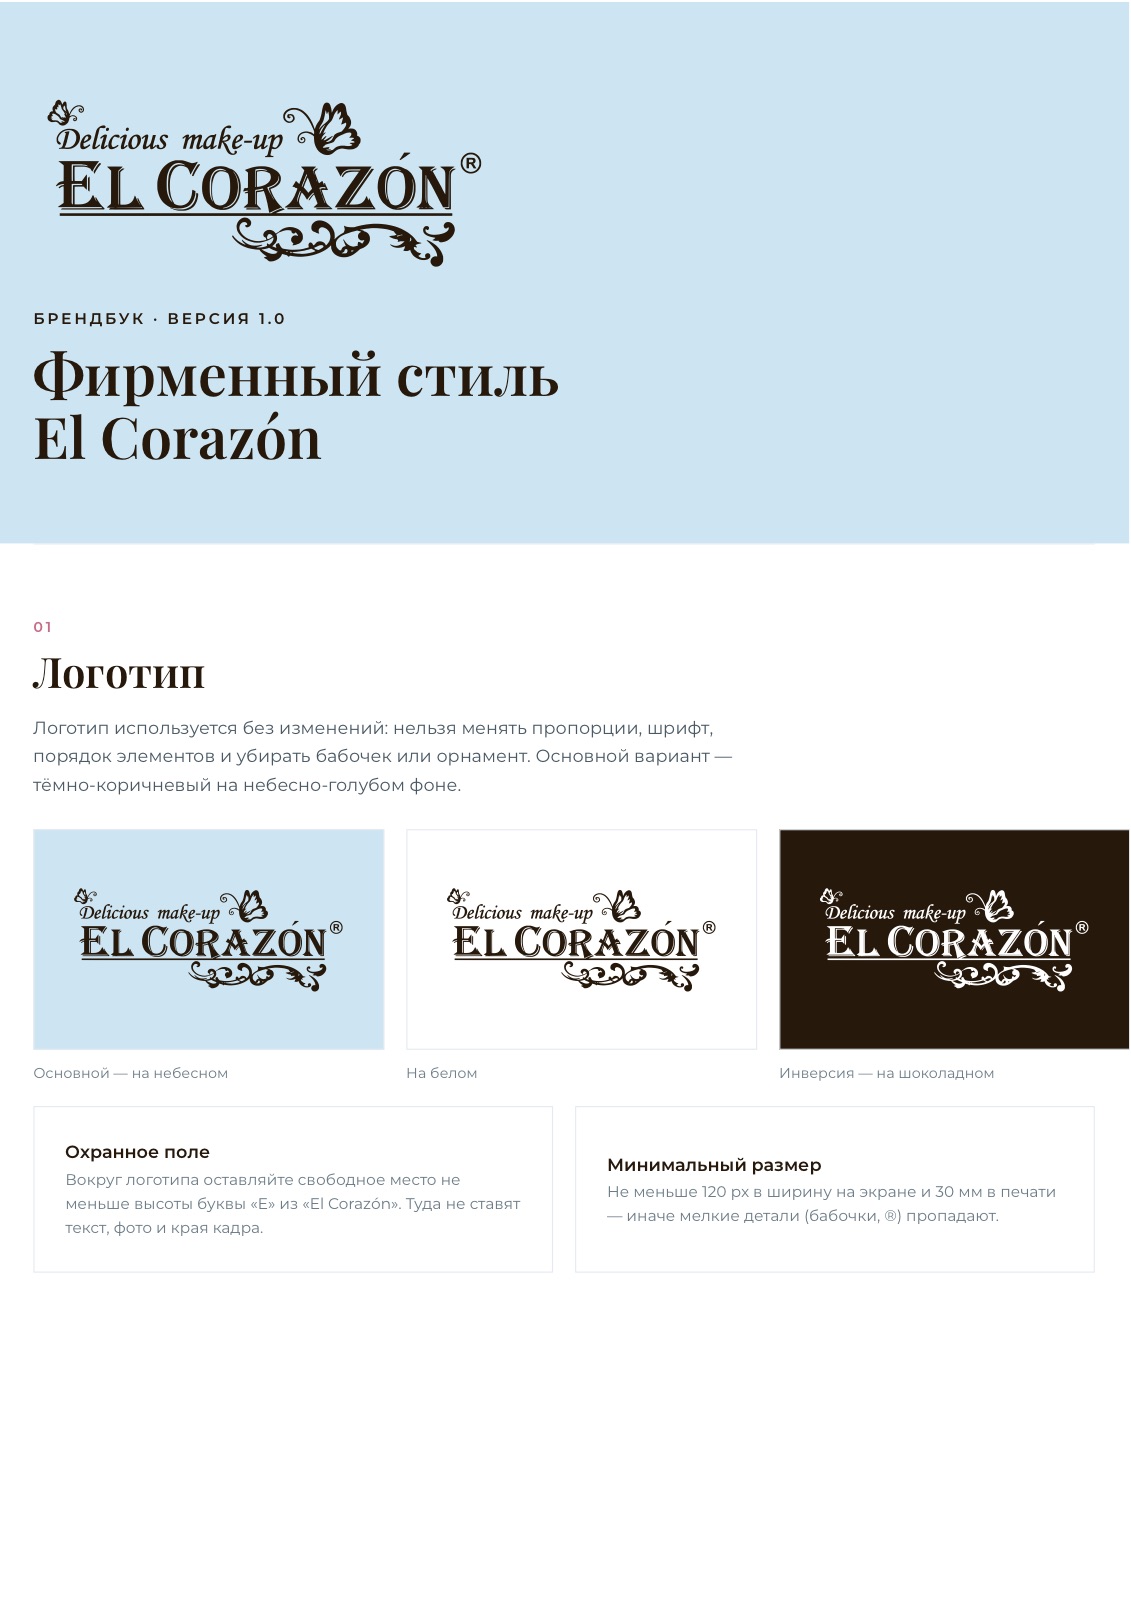 Delicious make-up
EL CORAZÓN®
БРЕНДБУК · ВЕРСИЯ 1.0
Фирменный стиль
El Corazón
01
Логотип
Логотип используется без изменений: нельзя менять пропорции, шрифт,
порядок элементов и убирать бабочек или орнамент. Основной вариант —
тёмно-коричневый на небесно-голубом фоне.
Delicious make-up
EL CORAZÓN®
Основной — на небесном
Delicious make-up
EL CORAZÓN®
На белом
Delicious make-up
EL CORAZÓN®
Инверсия — на шоколадном
Охранное поле
Вокруг логотипа оставляйте свободное место не
меньше высоты буквы «E» из «El Corazón». Туда не ставят
текст, фото и края кадра.
Минимальный размер
Не меньше 120 px в ширину на экране и 30 мм в печати
— иначе мелкие детали (бабочки, ®) пропадают.